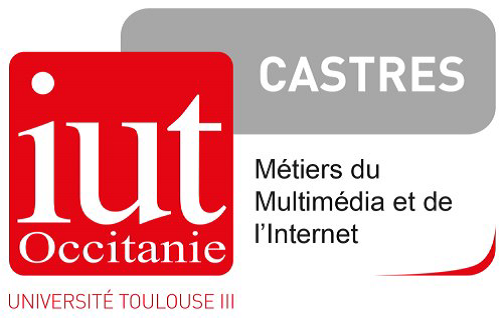 CASTRES
iut
Occitanie
Métiers du
Multimédia et de
l'Internet
UNIVERSITÉ TOULOUSE III